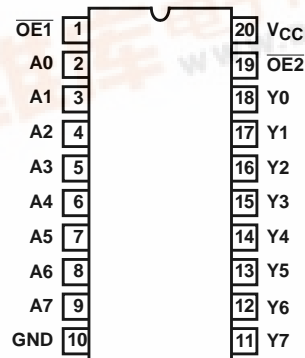 O̅E̅1̅ 1 20 VCC
A0 2 19 O̅E̅2̅
A1 3 18 Y0
A2 4 17 Y1
A3 5 16 Y2
A4 6 15 Y3
A5 7 14 Y4
A6 8 13 Y5
A7 9 12 Y6
GND 10 11 Y7